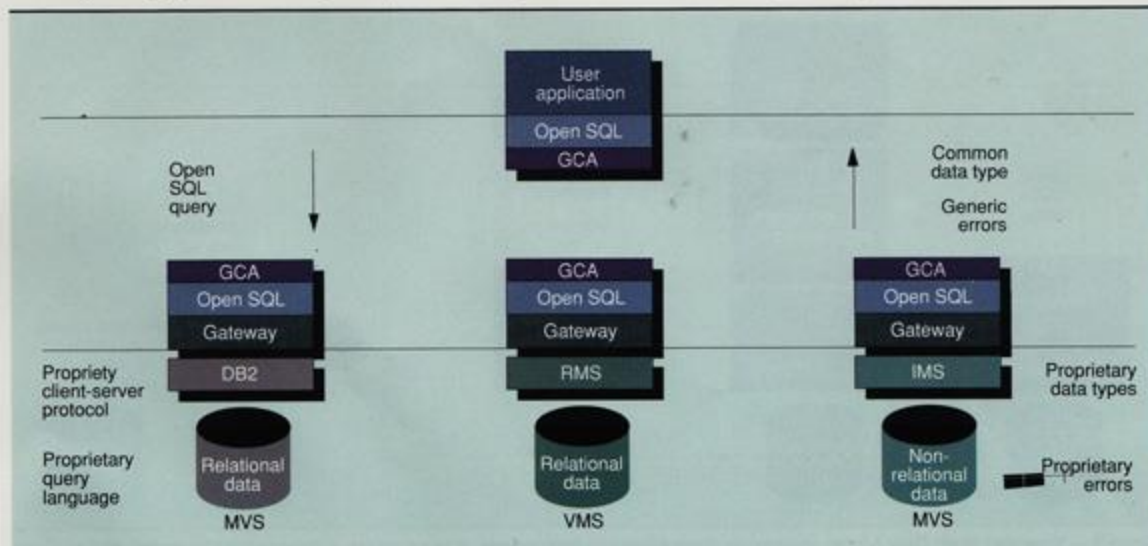 User
application
Open SQL
GCA
Open
SQL
query
Common
data type
Generic
errors
GCA
Open SQL
Gateway
DB2
GCA
Open SQL
Gateway
RMS
GCA
Open SQL
Gateway
IMS
Propriety
client-server
protocol
Proprietary
data types
Proprietary
query
language
Relational
data
MVS
Relational
data
VMS
Non-
relational
data
MVS
Proprietary
errors